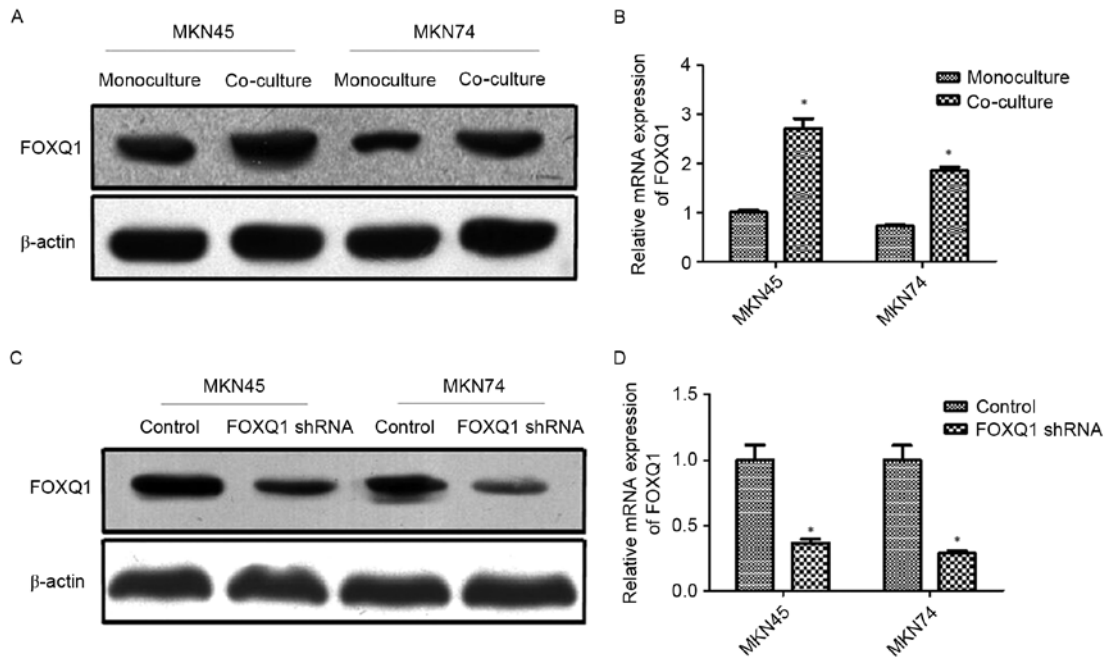 A
MKN45 MKN74
Monoculture Co-culture Monoculture Co-culture
FOXQ1
β-actin
B
Relative mRNA expression
of FOXQ1
4
3
2
1
0
* *
Monoculture
Co-culture
MKN45
MKN74
C
MKN45 MKN74
Control FOXQ1 shRNA Control FOXQ1 shRNA
FOXQ1
β-actin
D
Relative mRNA expression
of FOXQ1
1.5
1.0
0.5
0.0
* *
Control
FOXQ1 shRNA
MKN45
MKN74